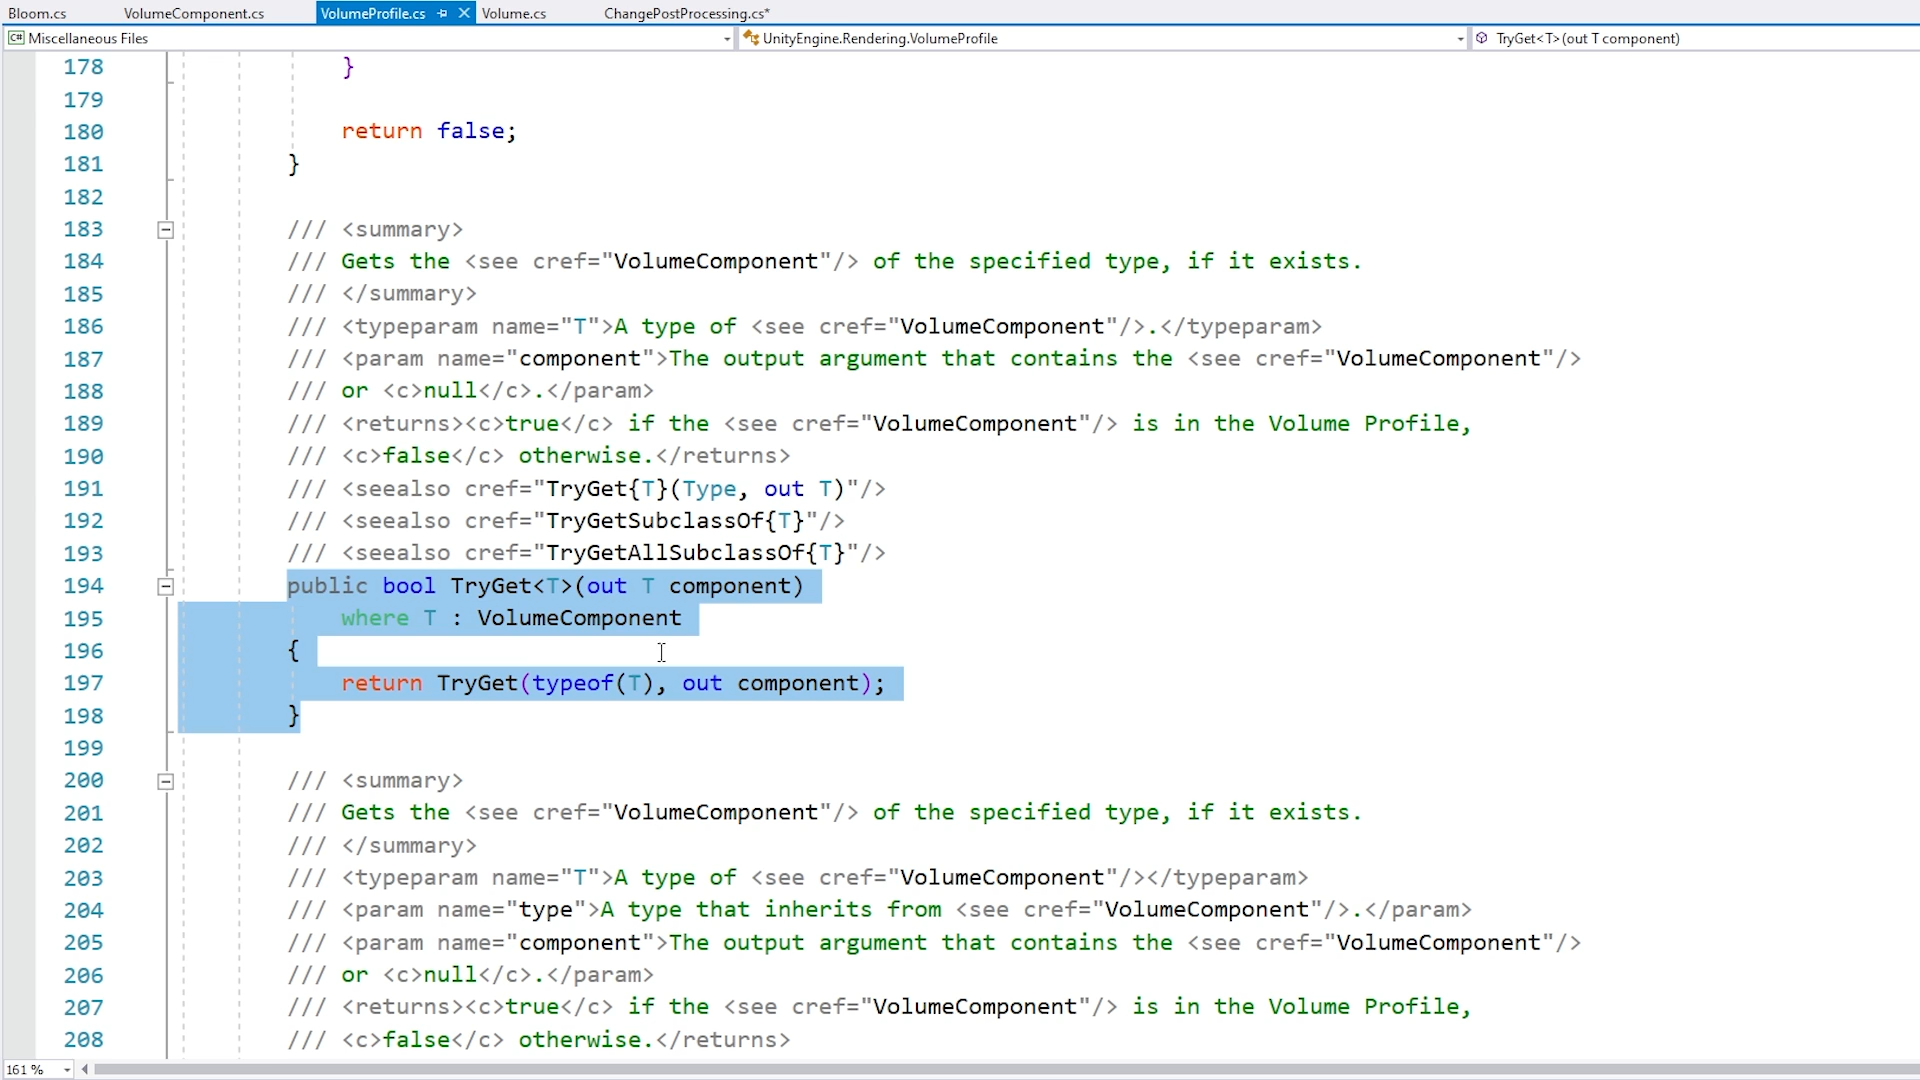 Bloom.cs VolumeComponent.cs VolumeProfile.cs Volume.cs ChangePostProcessing.cs*
C# Miscellaneous Files UnityEngine.Rendering.VolumeProfile TryGet<T>(out T component)
178 }
179
180 return false;
181 }
182
183 /// <summary>
184 /// Gets the <see cref="VolumeComponent"/> of the specified type, if it exists.
185 /// </summary>
186 /// <typeparam name="T">A type of <see cref="VolumeComponent"/>.</typeparam>
187 /// <param name="component">The output argument that contains the <see cref="VolumeComponent"/>
188 /// or <c>null</c>.</param>
189 /// <returns><c>true</c> if the <see cref="VolumeComponent"/> is in the Volume Profile,
190 /// <c>false</c> otherwise.</returns>
191 /// <seealso cref="TryGet{T}(Type, out T)"/>
192 /// <seealso cref="TryGetSubclassOf{T}"/>
193 /// <seealso cref="TryGetAllSubclassOf{T}"/>
194 public bool TryGet<T>(out T component)
195 where T : VolumeComponent
196 {
197 return TryGet(typeof(T), out component);
198 }
199
200 /// <summary>
201 /// Gets the <see cref="VolumeComponent"/> of the specified type, if it exists.
202 /// </summary>
203 /// <typeparam name="T">A type of <see cref="VolumeComponent"/></typeparam>
204 /// <param name="type">A type that inherits from <see cref="VolumeComponent"/>.</param>
205 /// <param name="component">The output argument that contains the <see cref="VolumeComponent"/>
206 /// or <c>null</c>.</param>
207 /// <returns><c>true</c> if the <see cref="VolumeComponent"/> is in the Volume Profile,
208 /// <c>false</c> otherwise.</returns>
161 %